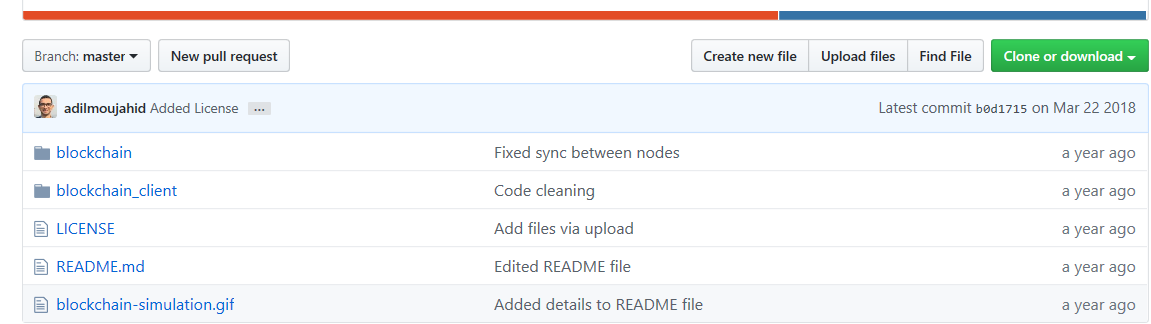 Branch: master New pull request Create new file Upload files Find File Clone or download
adilmoujahid Added License ... Latest commit b0d1715 on Mar 22 2018
blockchain Fixed sync between nodes a year ago
blockchain_client Code cleaning a year ago
LICENSE Add files via upload a year ago
README.md Edited README file a year ago
blockchain-simulation.gif Added details to README file a year ago